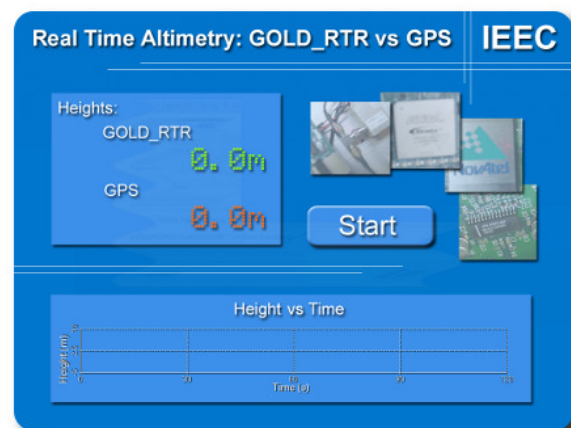 Real Time Altimetry: GOLD_RTR vs GPS
IEEC
Heights:
GOLD_RTR
0.0m
GPS
0.0m
NovAtel
Start
Height vs Time
Height (m)
0
30
60
90
Time (s)